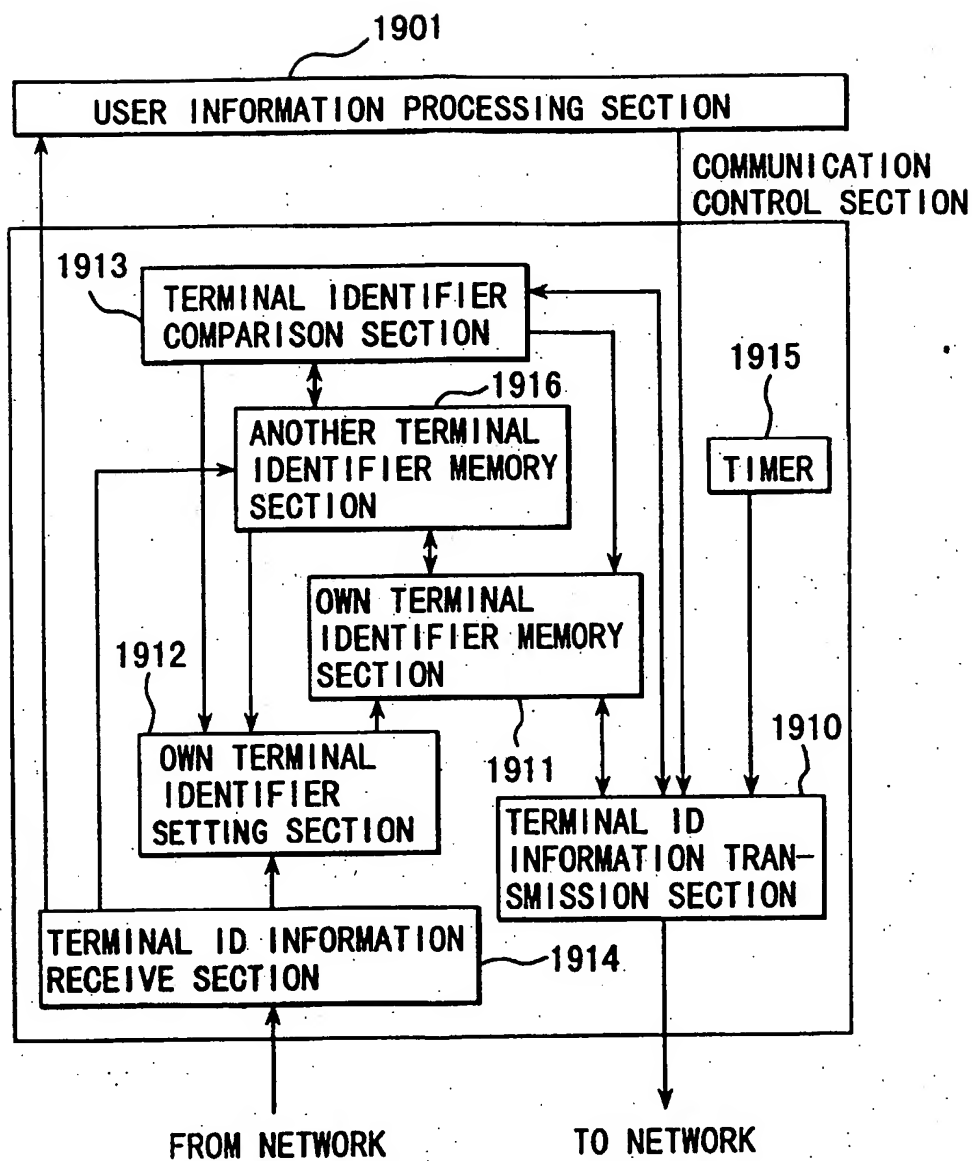 1901
USER INFORMATION PROCESSING SECTION
COMMUNICATION
CONTROL SECTION
1913
TERMINAL IDENTIFIER
COMPARISON SECTION
1915
TIMER
1916
ANOTHER TERMINAL
IDENTIFIER MEMORY
SECTION
OWN TERMINAL
IDENTIFIER MEMORY
SECTION
1912
OWN TERMINAL
IDENTIFIER
SETTING SECTION
1911
1910
TERMINAL ID
INFORMATION TRAN-
SMISSION SECTION
TERMINAL ID INFORMATION
RECEIVE SECTION
1914
FROM NETWORK
TO NETWORK